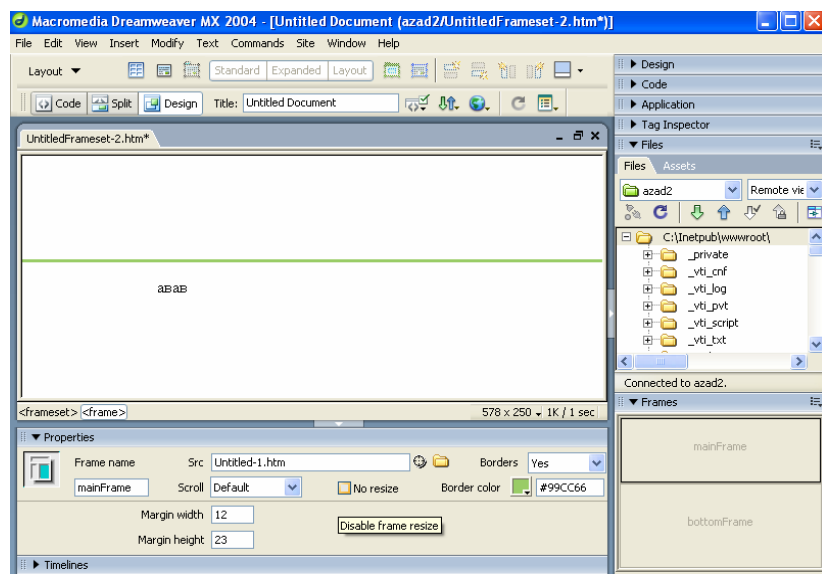 Macromedia Dreamweaver MX 2004 - [Untitled Document (azad2/UntitledFrameset-2.htm*)]
File Edit View Insert Modify Text Commands Site Window Help
Layout Standard Expanded Layout
Code Split Design Title: Untitled Document
UntitledFrameset-2.htm*
ABAB
<frameset> <frame> 578 x 250 1K / 1 sec
Properties
Frame name Src Untitled-1.htm Borders Yes
mainFrame Scroll Default No resize Border color #99CC66
Margin width 12
Disable frame resize
Margin height 23
Timelines
Design
Code
Application
Tag Inspector
Files
Files Assets
azad2 Remote vie
C:\Inetpub\wwwroot\
_private
_vti_cnf
_vti_log
_vti_pvt
_vti_script
_vti_txt
Connected to azad2.
Frames
mainFrame
bottomFrame